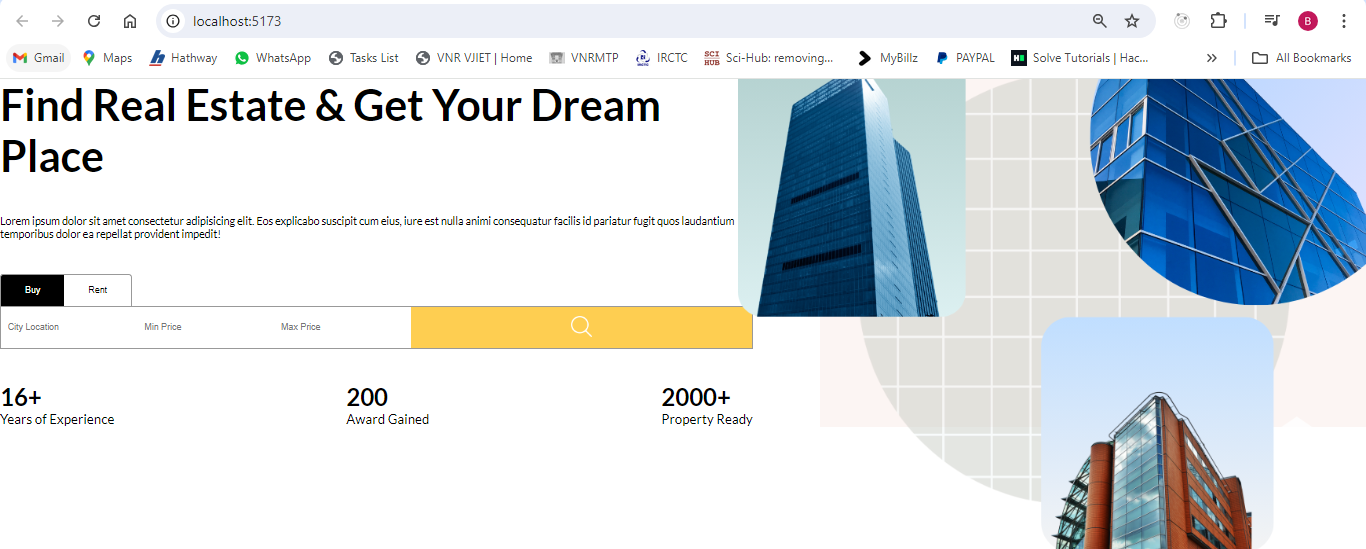 localhost:5173
B
Gmail
Maps
Hathway
WhatsApp
Tasks List
VNR VJIET | Home
VNRMTP
IRCTC
SCI HUB
Sci-Hub: removing...
MyBillz
PAYPAL
Solve Tutorials | Hac...
All Bookmarks
Find Real Estate & Get Your Dream
Place
Lorem ipsum dolor sit amet consectetur adipisicing elit. Eos explicabo suscipit cum eius, iure est nulla animi consequatur facilis id pariatur fugit quos laudantium
temporibus dolor ea repellat provident impedit!
Buy
Rent
City Location
Min Price
Max Price
16+
200
2000+
Years of Experience
Award Gained
Property Ready